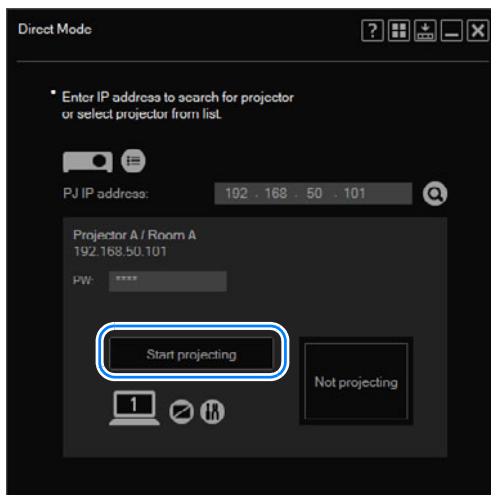 Direct Mode
?
* Enter IP address to search for projector
or select projector from list.
PJ IP address: 192 . 168 . 50 . 101
Projector A / Room A
192.168.50.101
PW: ****
Start projecting
Not projecting
1